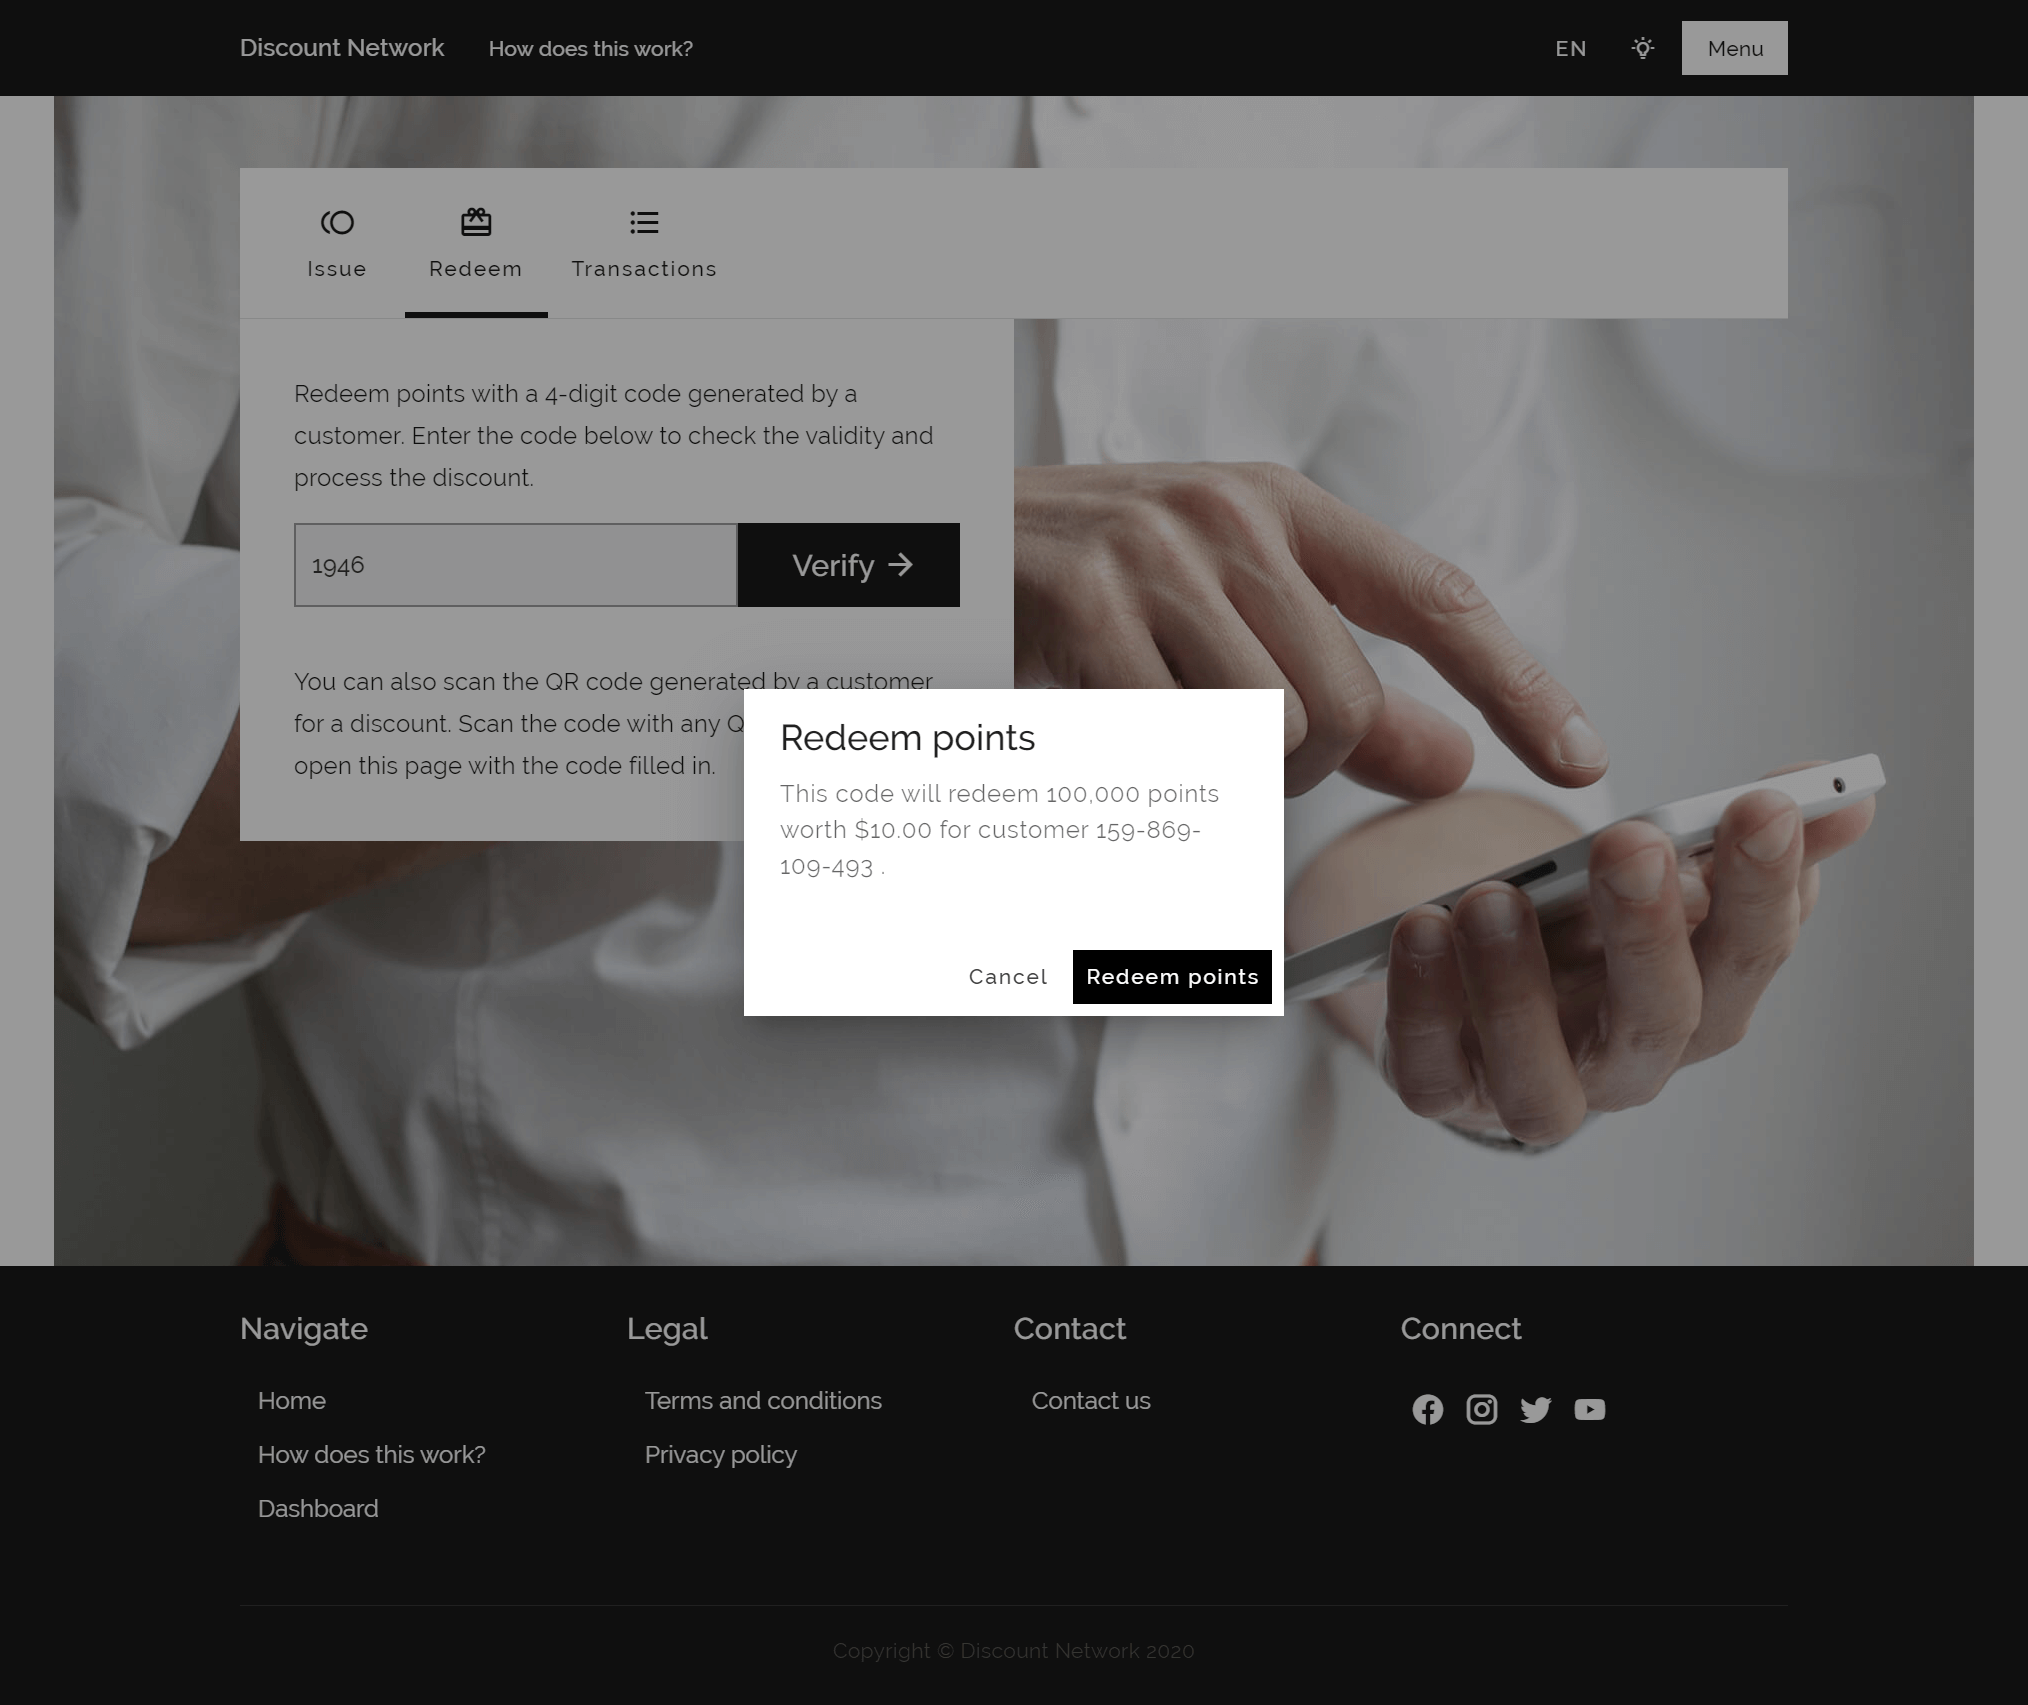 Discount Network
How does this work?
EN
Menu
Issue
Redeem
Transactions
Redeem points with a 4-digit code generated by a
customer. Enter the code below to check the validity and
process the discount.
1946
Verify →
You can also scan the QR code generated by a customer
for a discount. Scan the code with any
open this page with the code filled in.
Redeem points
This code will redeem 100,000 points
worth $10.00 for customer 159-869-
109-493 .
Cancel
Redeem points
Navigate
Home
How does this work?
Dashboard
Legal
Terms and conditions
Privacy policy
Contact
Contact us
Connect
Copyright © Discount Network 2020